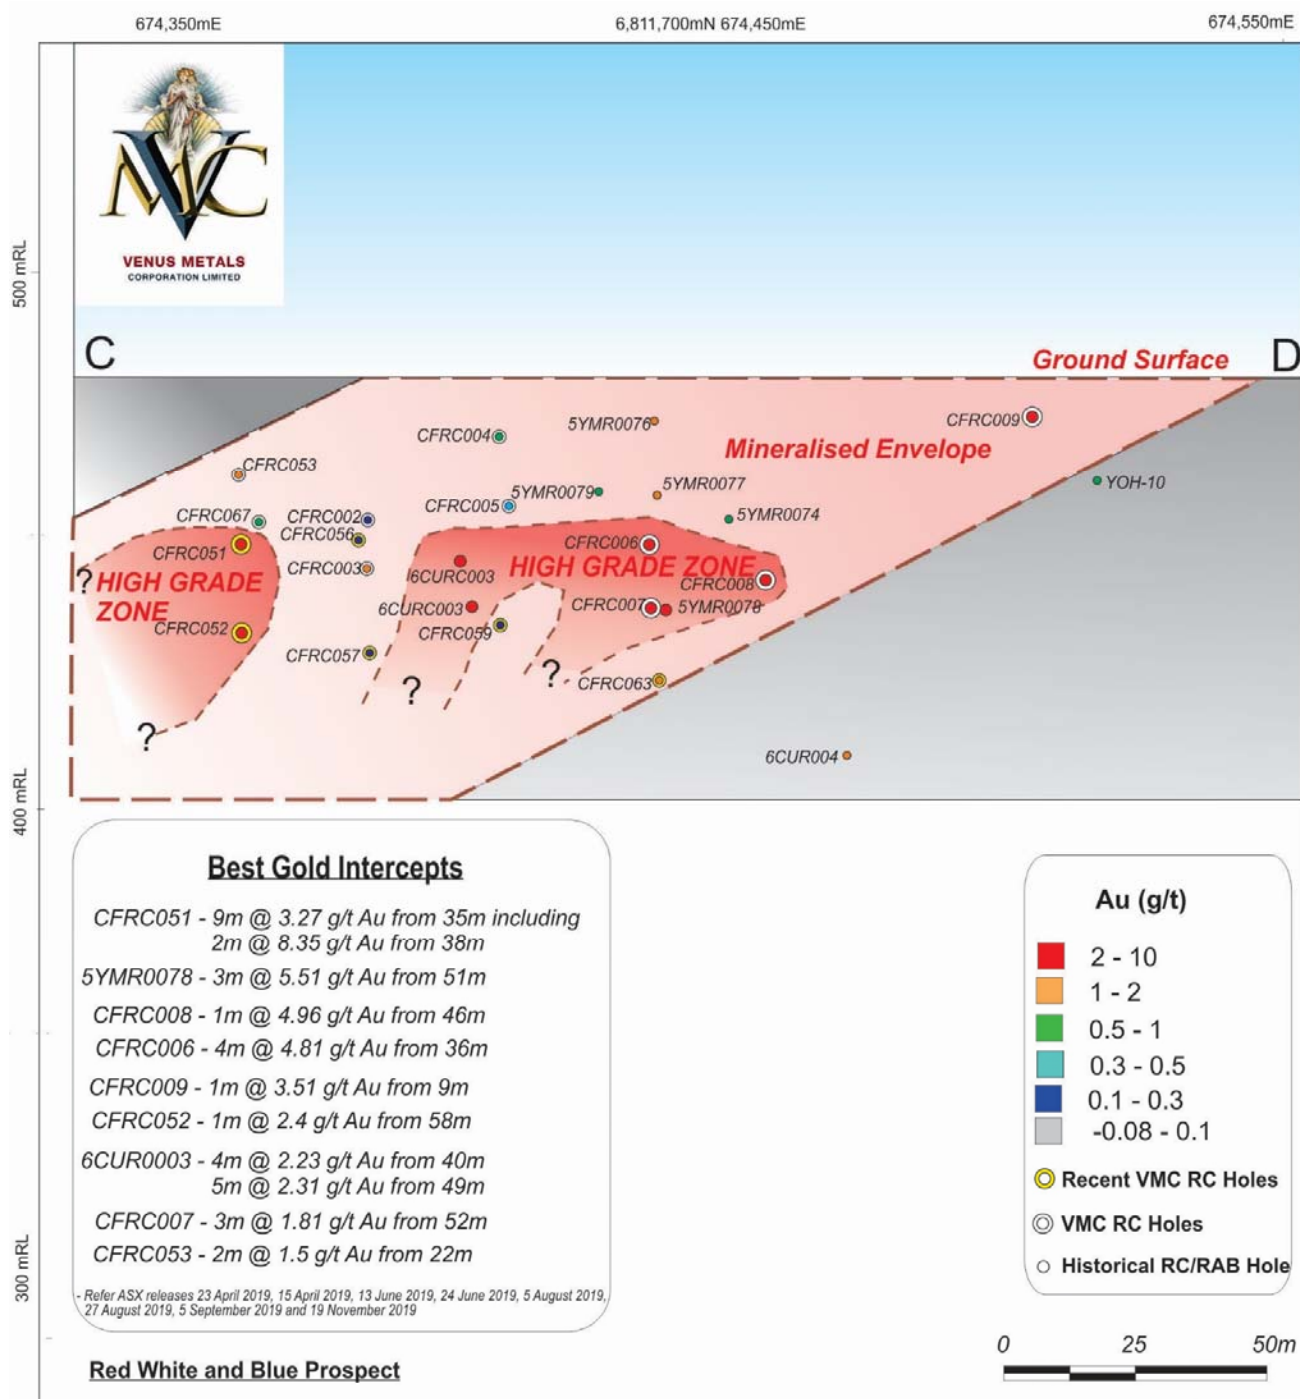 674,350mE
6,811,700mN 674,450mE
674,550mE
VMC
VENUS METALS
CORPORATION LIMITED
500 mRL
C
D
Ground Surface
CFRC004
5YMR0076
CFRC009
Mineralised Envelope
CFRC053
5YMR0079
5YMR0077
YOH-10
CFRC067
CFRC002
CFRC005
5YMR0074
CFRC056
CFRC051
CFRC006
?
HIGH GRADE
ZONE
CFRC003
6CURC003
HIGH GRADE ZONE
CFRC008
6CURC003
CFRC007
5YMR0078
CFRC052
CFRC059
CFRC057
?
?
CFRC063
?
6CUR004
400 mRL
Best Gold Intercepts
CFRC051 - 9m @ 3.27 g/t Au from 35m including
2m @ 8.35 g/t Au from 38m
5YMR0078 - 3m @ 5.51 g/t Au from 51m
CFRC008 - 1m @ 4.96 g/t Au from 46m
CFRC006 - 4m @ 4.81 g/t Au from 36m
CFRC009 - 1m @ 3.51 g/t Au from 9m
CFRC052 - 1m @ 2.4 g/t Au from 58m
6CUR0003 - 4m @ 2.23 g/t Au from 40m
5m @ 2.31 g/t Au from 49m
CFRC007 - 3m @ 1.81 g/t Au from 52m
CFRC053 - 2m @ 1.5 g/t Au from 22m
- Refer ASX releases 23 April 2019, 15 April 2019, 13 June 2019, 24 June 2019, 5 August 2019,
27 August 2019, 5 September 2019 and 19 November 2019
Au (g/t)
2 - 10
1 - 2
0.5 - 1
0.3 - 0.5
0.1 - 0.3
-0.08 - 0.1
Recent VMC RC Holes
VMC RC Holes
Historical RC/RAB Hole
300 mRL
0 25 50m
Red White and Blue Prospect